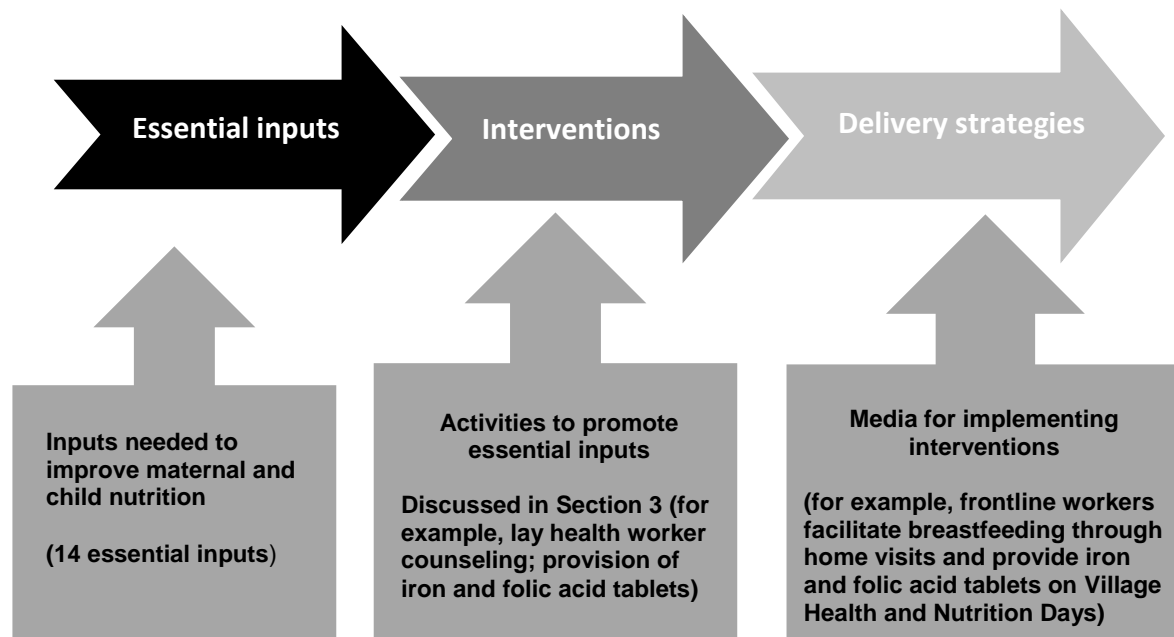 Essential inputs
Interventions
Delivery strategies
Inputs needed to
improve maternal and
child nutrition
(14 essential inputs)
Activities to promote
essential inputs
Discussed in Section 3 (for
example, lay health worker
counseling; provision of
iron and folic acid tablets)
Media for implementing
interventions
(for example, frontline workers
facilitate breastfeeding through
home visits and provide iron
and folic acid tablets on Village
Health and Nutrition Days)